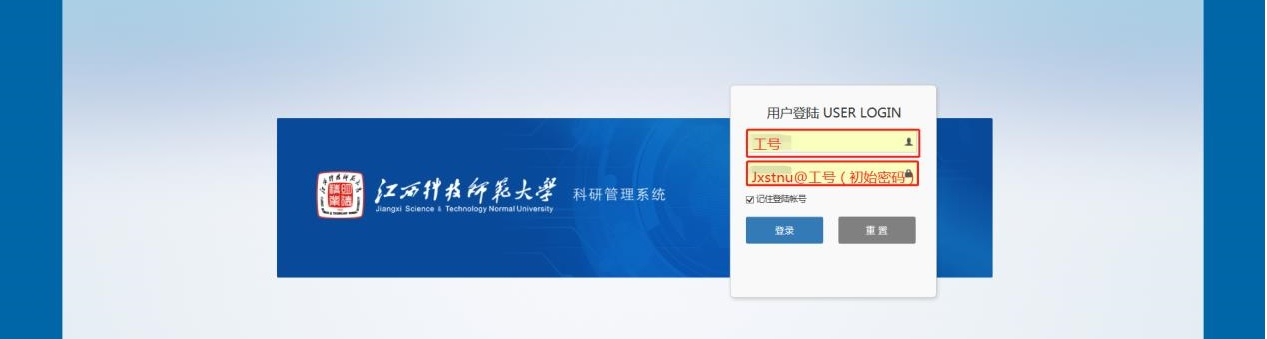 用户登陆 USER LOGIN
工号
Jxstnu@工号（初始密码）
江西科技师范大学
Jiangxi Science & Technology Normal University
科研管理系统
记住登陆帐号
登录
重 置